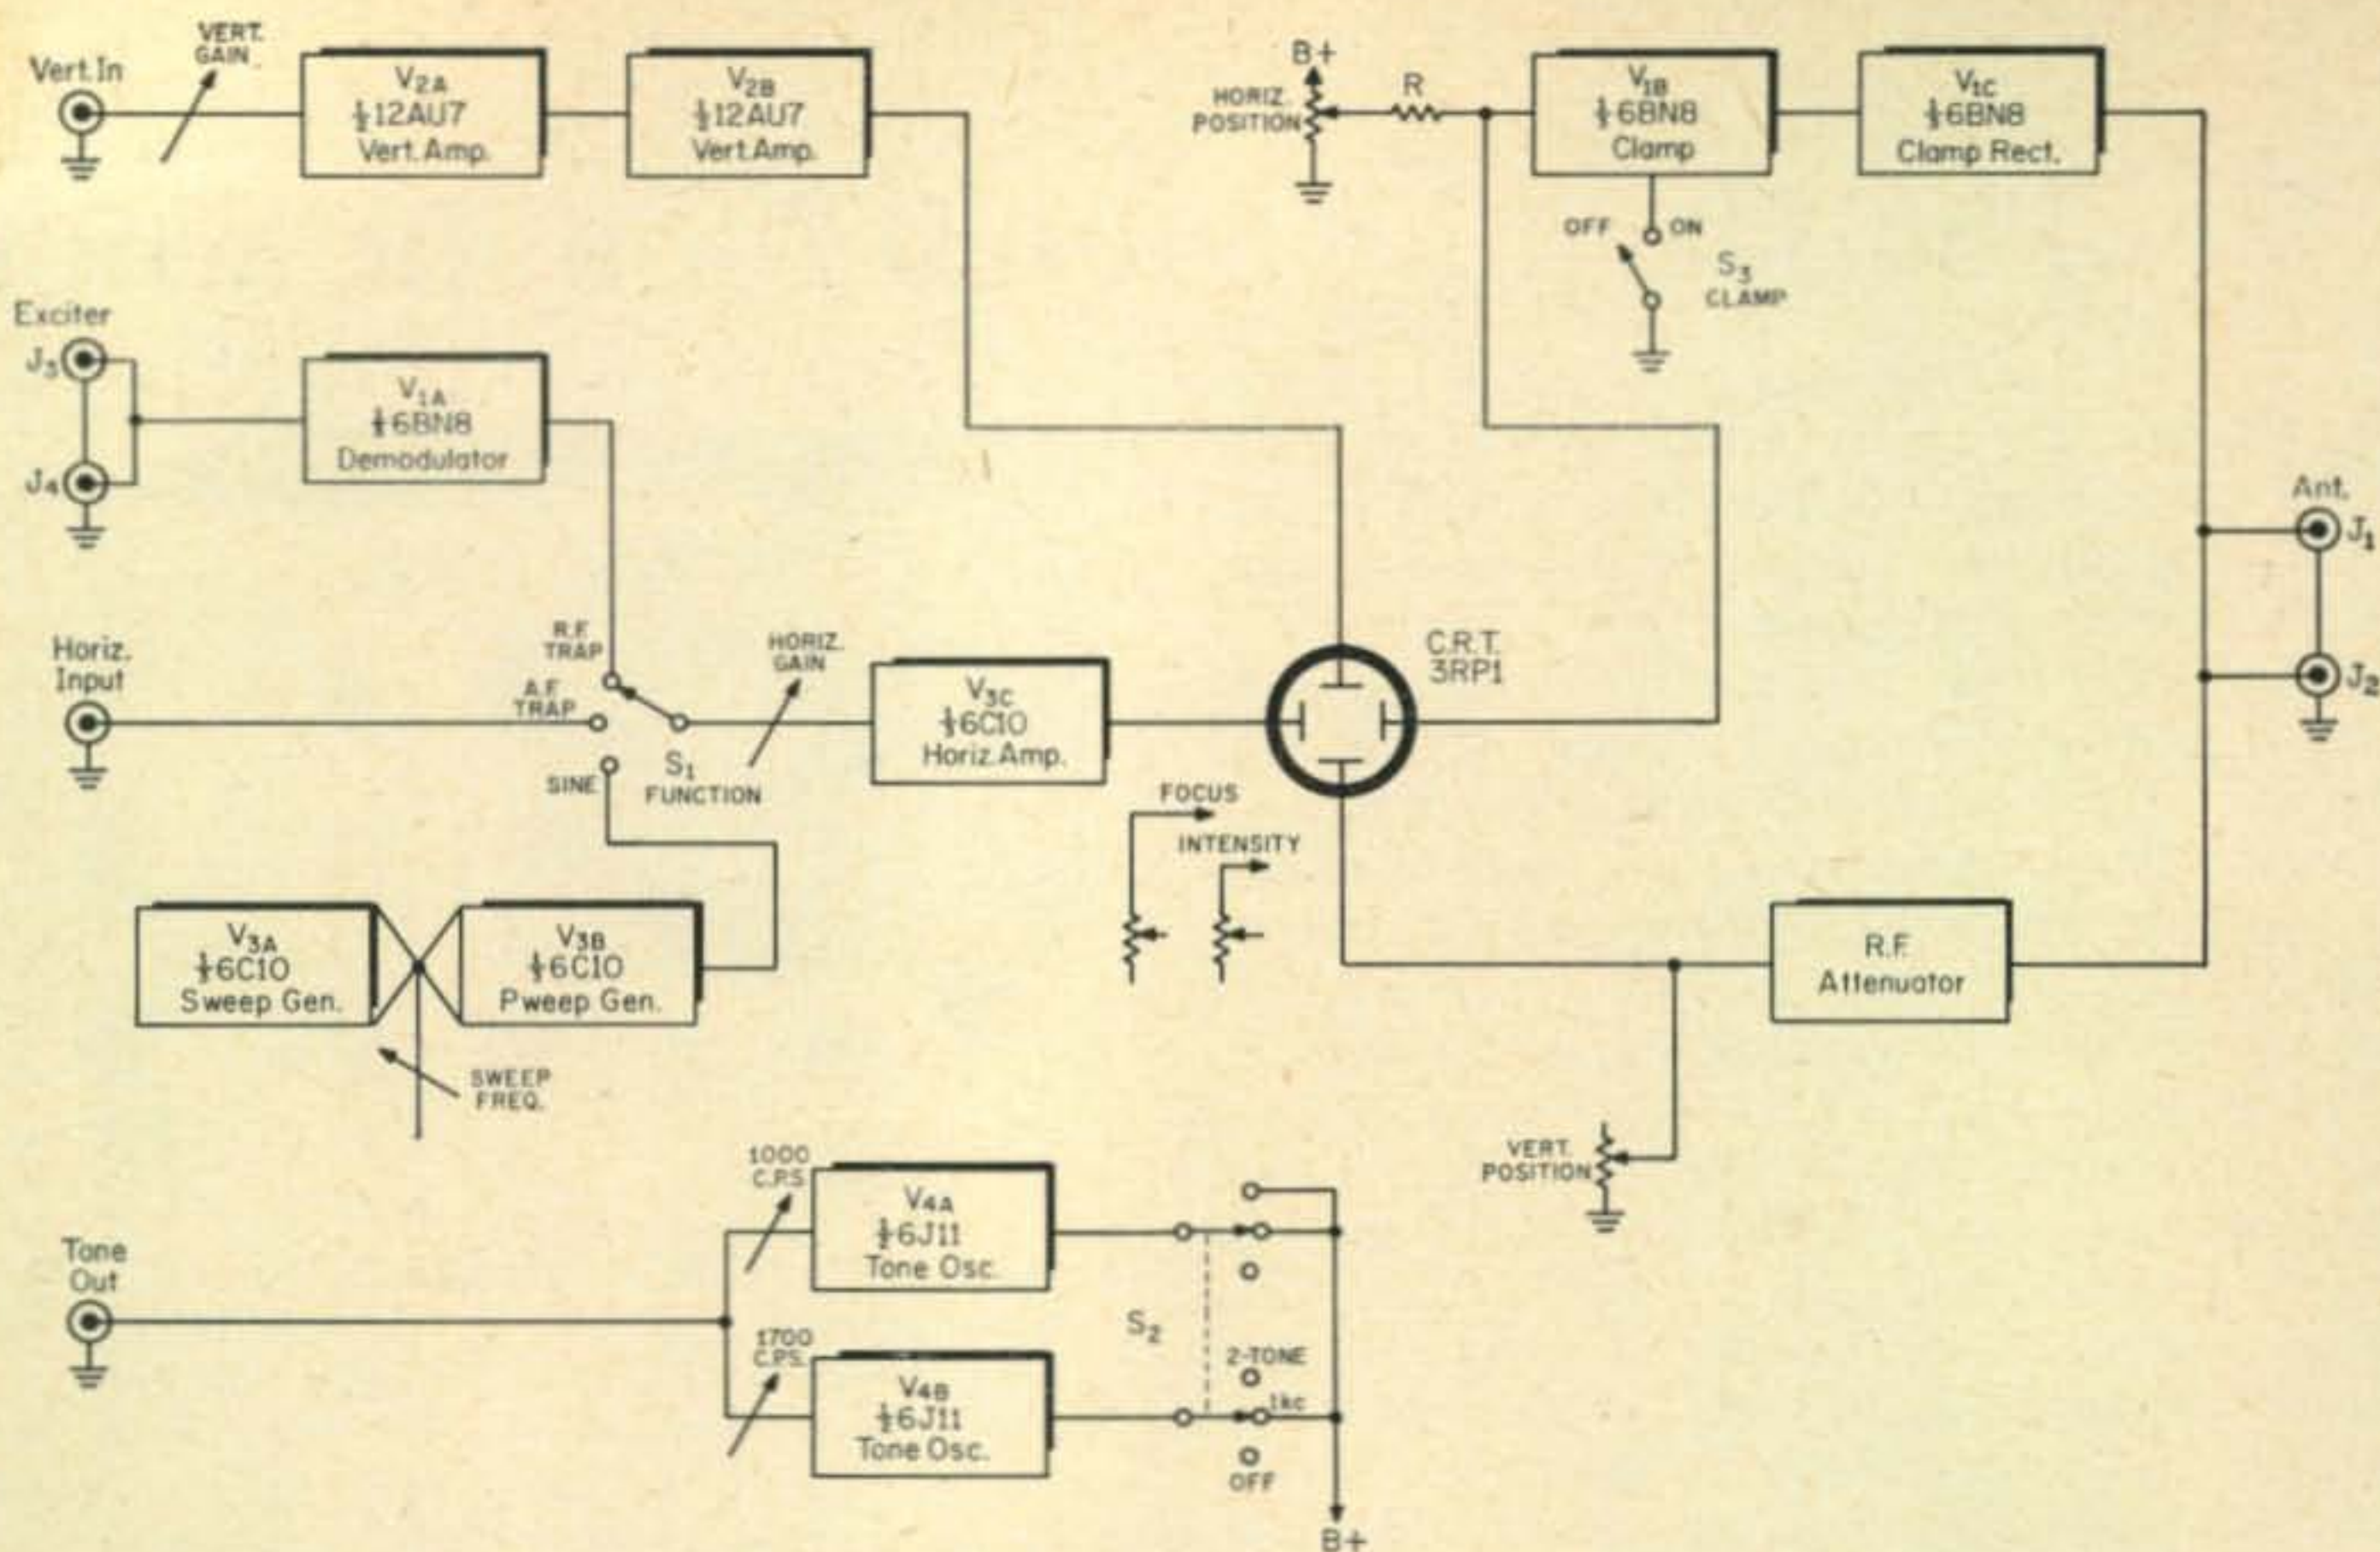 Vert. In
VERT.
GAIN
V2A
½12AU7
Vert. Amp.
V2B
½12AU7
Vert. Amp.
B+
HORIZ.
POSITION
R
V1B
⅓6BN8
Clamp
V1C
⅓6BN8
Clamp Rect.
OFF
ON
S3
CLAMP
Exciter
J3
J4
V1A
⅓6BN8
Demodulator
Ant.
J1
J2
Horiz.
Input
R.F.
TRAP
A.F.
TRAP
SINE
S1
FUNCTION
HORIZ.
GAIN
V3C
⅓6C10
Horiz. Amp.
C.R.T.
3RP1
FOCUS
INTENSITY
V3A
⅓6C10
Sweep Gen.
V3B
⅓6C10
Pweep Gen.
SWEEP
FREQ.
R.F.
Attenuator
VERT.
POSITION
Tone
Out
1000
C.P.S.
V4A
½6J11
Tone Osc.
1700
C.P.S.
V4B
½6J11
Tone Osc.
S2
2-TONE
1kc
OFF
B+